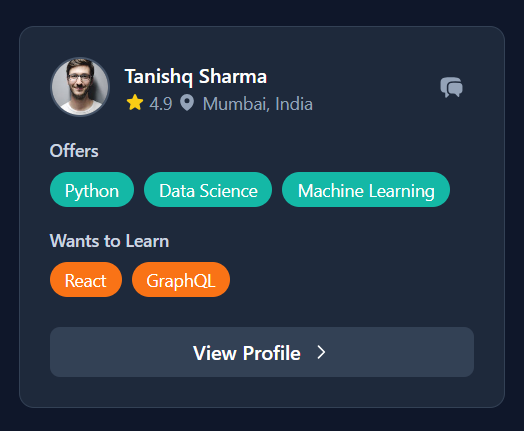 Tanishq Sharma
4.9 Mumbai, India
Offers
Python Data Science Machine Learning
Wants to Learn
React GraphQL
View Profile